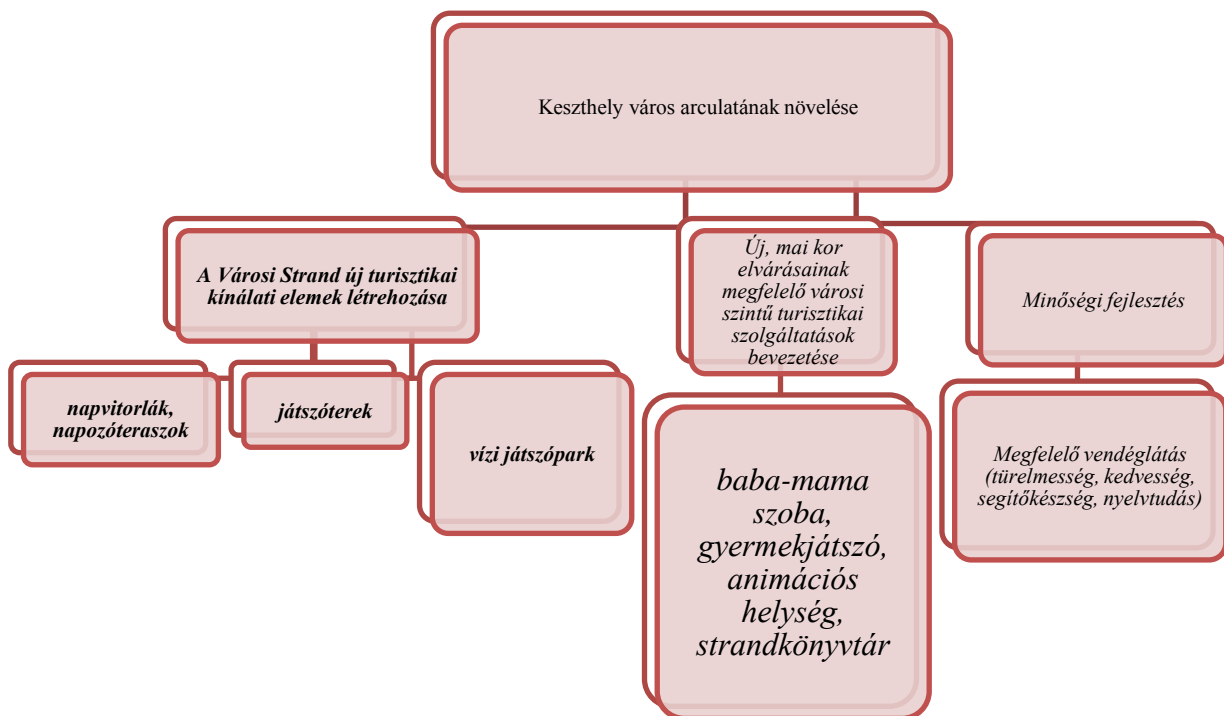 Keszthely város arculatának növelése
A Városi Strand új turisztikai
kínálati elemek létrehozása
Új, mai kor
elvárásainak
megfelelő városi
szintű turisztikai
szolgáltatások
bevezetése
Minőségi fejlesztés
napvitorlák,
napozóteraszok
játszóterek
vízi játszópark
baba-mama
szoba,
gyermekjátszó,
animációs
helység,
strandkönyvtár
Megfelelő vendéglátás
(türelmesség, kedvesség,
segítőkészség, nyelvtudás)